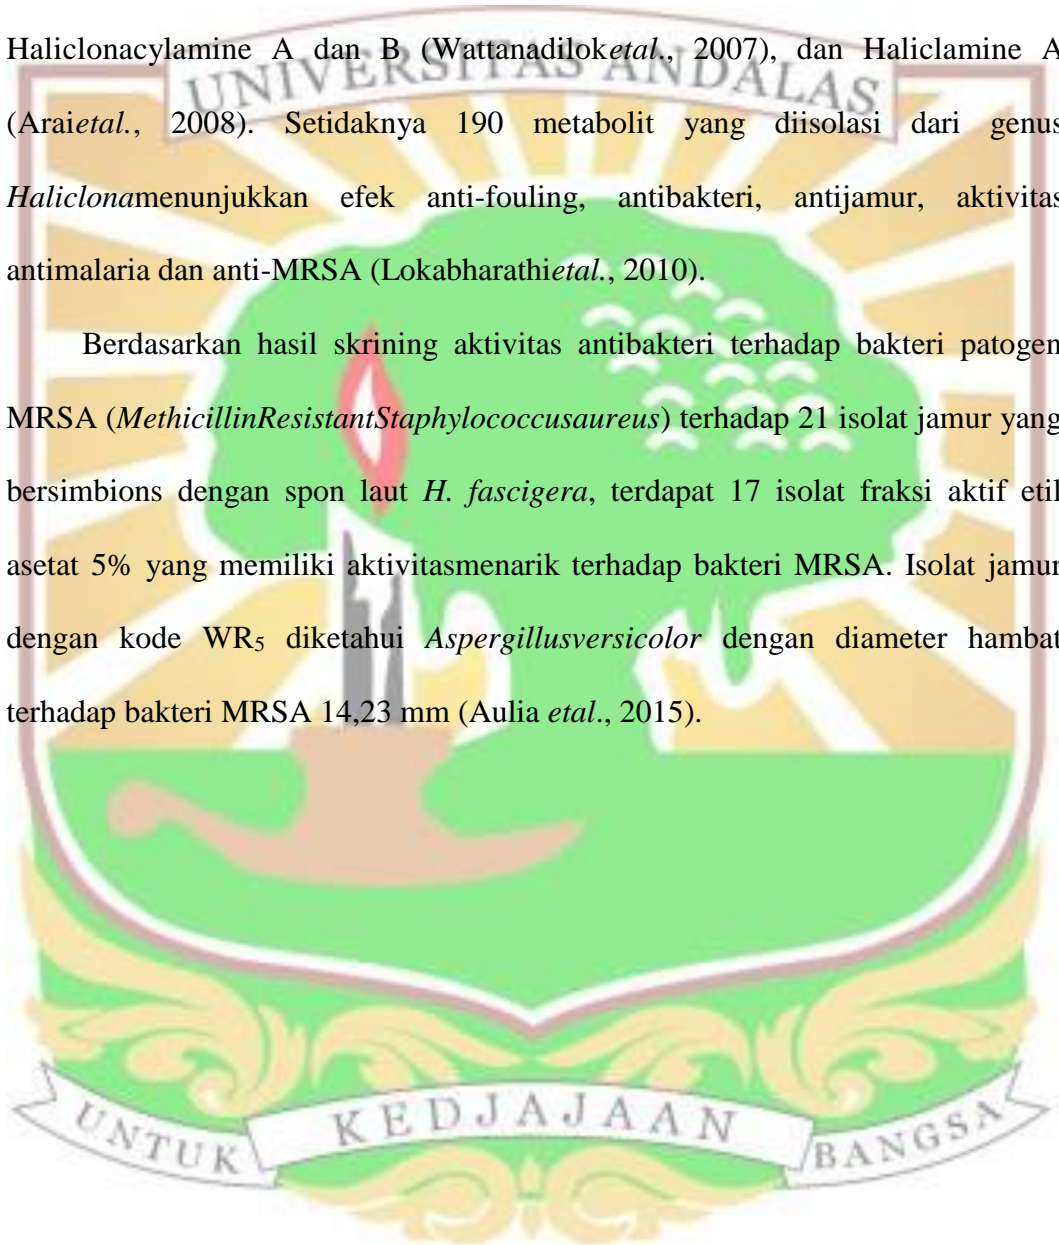 Haliclonacylamine A dan B (Wattanadiloketal., 2007), dan Haliclamine A
UNIVERSITAS ANDALAS
(Araietal., 2008). Setidaknya 190 metabolit yang diisolasi dari genus
Haliclonamenunjukkan efek anti-fouling, antibakteri, antijamur, aktivitas
antimalaria dan anti-MRSA (Lokabharathietal., 2010).
Berdasarkan hasil skrining aktivitas antibakteri terhadap bakteri patogen
MRSA (MethicillinResistantStaphylococcusaureus) terhadap 21 isolat jamur yang
bersimbions dengan spon laut H. fascigera, terdapat 17 isolat fraksi aktif etil
asetat 5% yang memiliki aktivitasmenarik terhadap bakteri MRSA. Isolat jamur
dengan kode WR₅ diketahui Aspergillusversicolor dengan diameter hambat
terhadap bakteri MRSA 14,23 mm (Aulia etal., 2015).
UNTUK KEDJAJAAN BANGSA